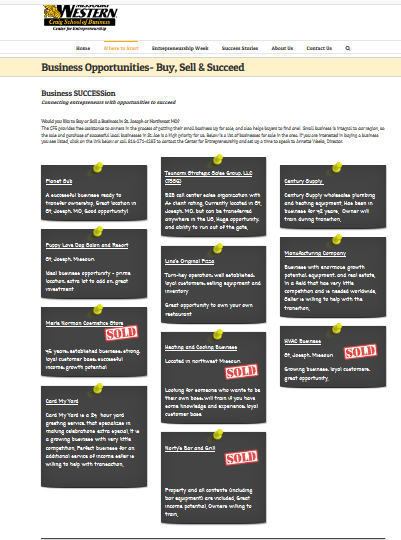 MISSOURI
WESTERN
Craig School of Business
Center for Entrepreneurship
Home
Where to Start
Entrepreneurship Week
Success Stories
About Us
Contact Us
Business Opportunities- Buy, Sell & Succeed
Business SUCCESSion
Connecting entrepreneurs with opportunities to succeed
Would you like to Buy or Sell a Business in St. Joseph or Northwest MO?
The CFE provides free assistance to owners in the process of putting their small business up for sale, and also helps buyers to find one! Small business is integral to our region, so
the sale and purchase of successful local businesses in St. Joe is a high priority for us. Below is a list of businesses for sale in the area. If you are interested in buying a business
you see listed, click on the link below or call to contact the Center for Entrepreneurship and set up a time to speak to Annette Weeks, Director.
Planet Sub
A successful business ready to
transfer ownership. Great location in
St. Joseph, MO. Good opportunity!
Puppy Love Dog Salon and Resort
St. Joseph, Missouri
Ideal business opportunity - prime
location, extra lot to add on, great
investment
Merle Norman Cosmetics Store
SOLD
45 years, established business, strong,
loyal customer base, successful
income, growth potential
Card My Yard
Card My Yard is a 24 hour yard
greeting service that specializes in
making celebrations extra special. It is
a growing business with very little
competition. Perfect business for an
additional service of income seller is
willing to help with transaction.
Tsunami Strategic Sales Group, LLC
(TSSG)
B2B call center sales organization with
A+ client rating. Currently located in St.
Joseph, MO, but can be transferred
anywhere in the US. Huge opportunity
and ability to run out of the gate.
Lina's Original Pizza
Turn-key operation, well established,
loyal customers, selling equipment and
inventory
Great opportunity to own your own
restaurant
Heating and Cooling Business
Located in northwest Missouri
SOLD
Looking for someone who wants to be
their own boss, will train if you have
some knowledge and experience, loyal
customer base
Norty's Bar and Grill
SOLD
Property and all contents (including
bar equipment) are included. Great
income potential. Owners willing to
train.
Century Supply
Century Supply wholesales plumbing
and heating equipment. Has been in
business for 42 years. Owner will
train during transition.
Manufacturing Company
Business with enormous growth
potential, equipment, and real estate,
in a field that has very little
competition and is needed worldwide.
Seller is willing to help with the
transition.
HVAC Business
St. Joseph, Missouri
SOLD
Growing business, loyal customers,
great opportunity.